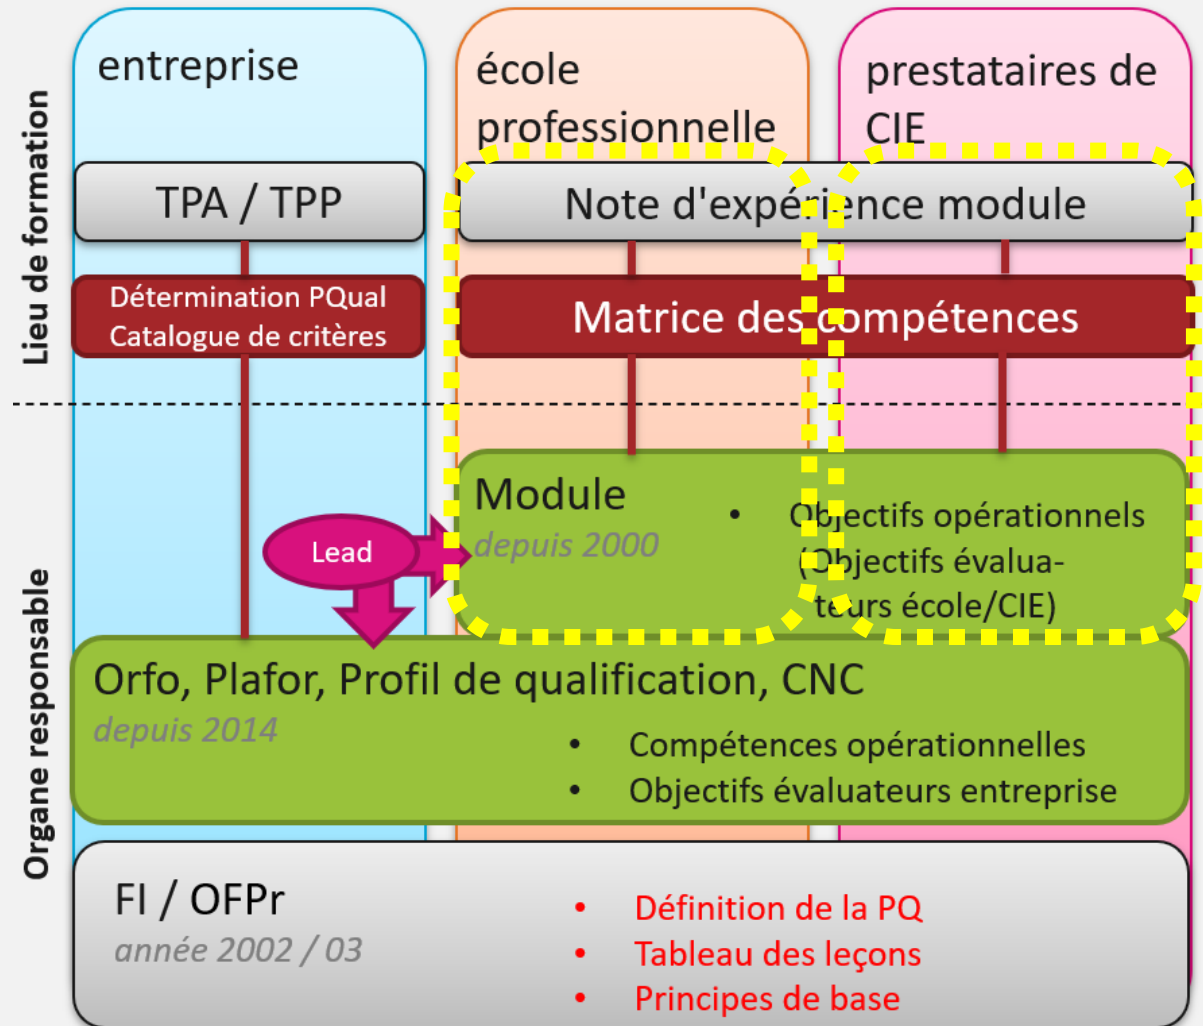 Lieu de formation
entreprise
école
professionnelle
prestataires de
CIE
TPA / TPP
Note d'expérience module
Détermination PQual
Catalogue de critères
Matrice des compétences
Organe responsable
Module
depuis 2000
• Objectifs opérationnels
(Objectifs évalua-
teurs école/CIE)
Lead
Orfo, Plafor, Profil de qualification, CNC
depuis 2014
• Compétences opérationnelles
• Objectifs évaluateurs entreprise
FI / OFPr
année 2002 / 03
• Définition de la PQ
• Tableau des leçons
• Principes de base